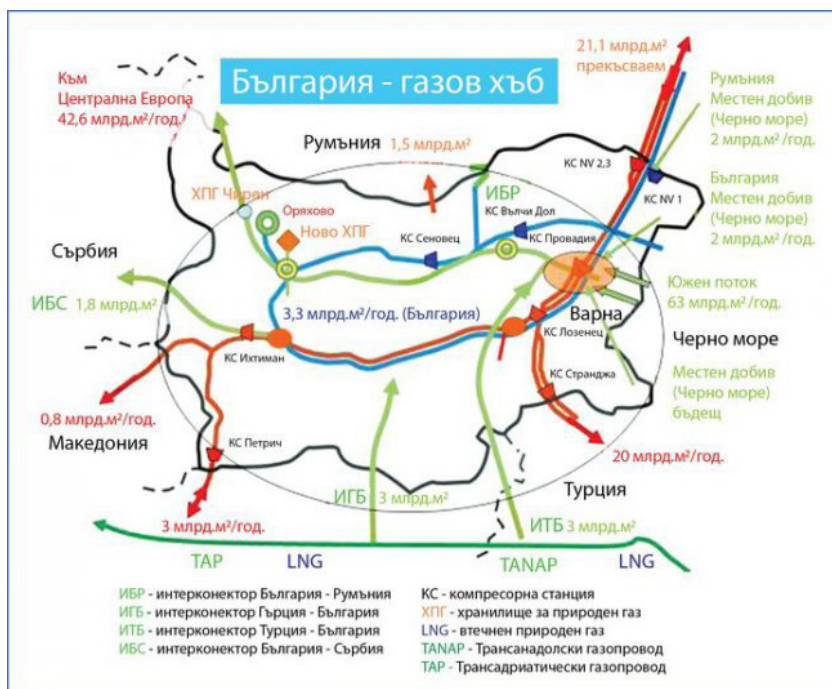 21,1 млрд.м²
прекъсваем
Към
Централна Европа
42,6 млрд.м²/год.
България - газов хъб
Румъния
Местен добив
(Черно море)
2 млрд.м²/год.
Румъния 1,5 млрд.м²
КС NV 2,3
КС NV 1
ХПГ Чирен
ИБР
България
Местен добив
(Черно море)
2 млрд.м²/год.
Оряхово
КС Вълчи Дол
Ново ХПГ
КС Сеновец
КС Провадия
Сърбия
Южен поток
63 млрд.м²/год.
ИБС 1,8 млрд.м²
3,3 млрд.м²/год. (България)
Варна
КС Лозенец
Черно море
КС Ихтиман
КС Странджа
Местен добив
(Черно море)
бъдещ
0,8 млрд.м²/год.
Македония
КС Петрич
20 млрд.м²/год.
Турция
ИГБ 3 млрд.м²
3 млрд.м²/год.
ИТБ 3 млрд.м²
TAP
LNG
TANAP
LNG
ИБР - интерконектор България - Румъния
ИГБ - интерконектор Гърция - България
ИТБ - интерконектор Турция - България
ИБС - интерконектор България - Сърбия
КС - компресорна станция
ХПГ - хранилище за природен газ
LNG - втечнен природен газ
TANAP - Трансанадолски газопровод
TAP - Трансадриатически газопровод